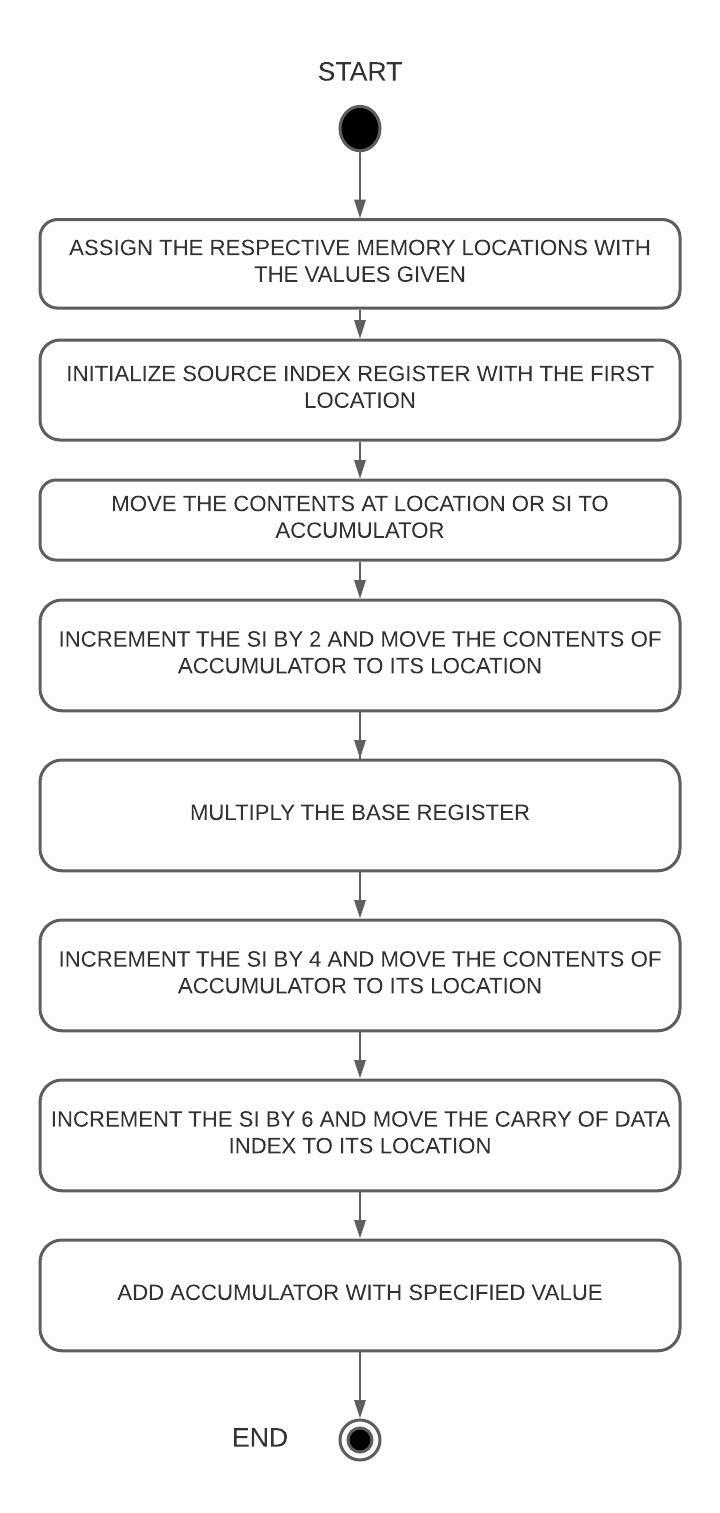 START
ASSIGN THE RESPECTIVE MEMORY LOCATIONS WITH
THE VALUES GIVEN
INITIALIZE SOURCE INDEX REGISTER WITH THE FIRST
LOCATION
MOVE THE CONTENTS AT LOCATION OR SI TO
ACCUMULATOR
INCREMENT THE SI BY 2 AND MOVE THE CONTENTS OF
ACCUMULATOR TO ITS LOCATION
MULTIPLY THE BASE REGISTER
INCREMENT THE SI BY 4 AND MOVE THE CONTENTS OF
ACCUMULATOR TO ITS LOCATION
INCREMENT THE SI BY 6 AND MOVE THE CARRY OF DATA
INDEX TO ITS LOCATION
ADD ACCUMULATOR WITH SPECIFIED VALUE
END